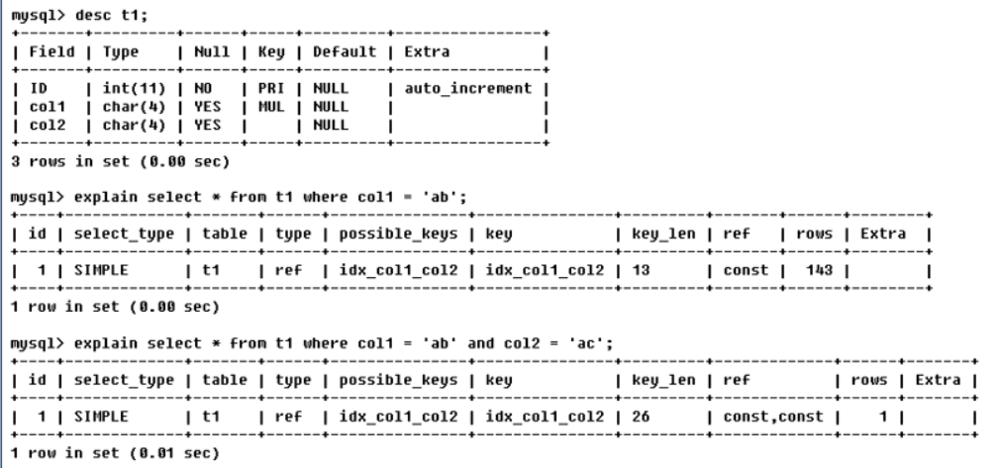 mysql> desc t1;
+-------+---------+------+-----+---------+----------------+
| Field | Type    | Null | Key | Default | Extra          |
+-------+---------+------+-----+---------+----------------+
| ID    | int(11) | NO   | PRI | NULL    | auto_increment |
| col1  | char(4) | YES  | MUL | NULL    |                |
| col2  | char(4) | YES  |     | NULL    |                |
+-------+---------+------+-----+---------+----------------+
3 rows in set (0.00 sec)
mysql> explain select * from t1 where col1 = 'ab';
+----+-------------+-------+------+---------------+---------------+---------+-------+------+-------+
| id | select_type | table | type | possible_keys | key           | key_len | ref   | rows | Extra |
+----+-------------+-------+------+---------------+---------------+---------+-------+------+-------+
| 1 | SIMPLE      | t1    | ref  | idx_col1_col2 | idx_col1_col2 | 13      | const | 143 |       |
+----+-------------+-------+------+---------------+---------------+---------+-------+------+-------+
1 row in set (0.00 sec)
mysql> explain select * from t1 where col1 = 'ab' and col2 = 'ac';
+----+-------------+-------+------+---------------+---------------+---------+-------------+------+-------+
| id | select_type | table | type | possible_keys | key           | key_len | ref         | rows | Extra |
+----+-------------+-------+------+---------------+---------------+---------+-------------+------+-------+
| 1 | SIMPLE      | t1    | ref  | idx_col1_col2 | idx_col1_col2 | 26      | const,const | 1 |       |
+----+-------------+-------+------+---------------+---------------+---------+-------------+------+-------+
1 row in set (0.01 sec)